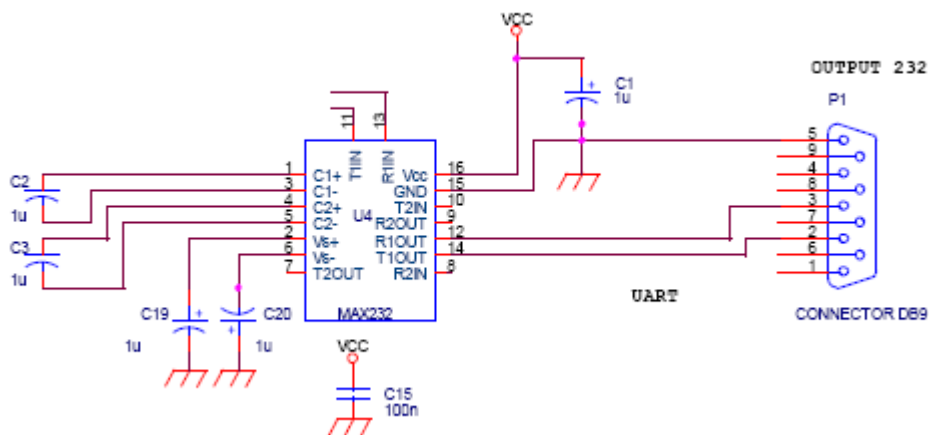 VCC
OUTPUT 232
C1
1u
P1
11
13
T1IN
R1IN
5
9
4
8
3
7
2
6
1
1
3
4
5
2
6
7
C1+
C1-
C2+
C2-
Vs+
Vs-
T2OUT
U4
Vcc
GND
T2IN
R2OUT
R1OUT
T1OUT
R2IN
16
15
10
9
12
14
8
C2
1u
C3
1u
UART
C19
1u
C20
1u
MAX232
CONNECTOR DB9
VCC
C15
100n